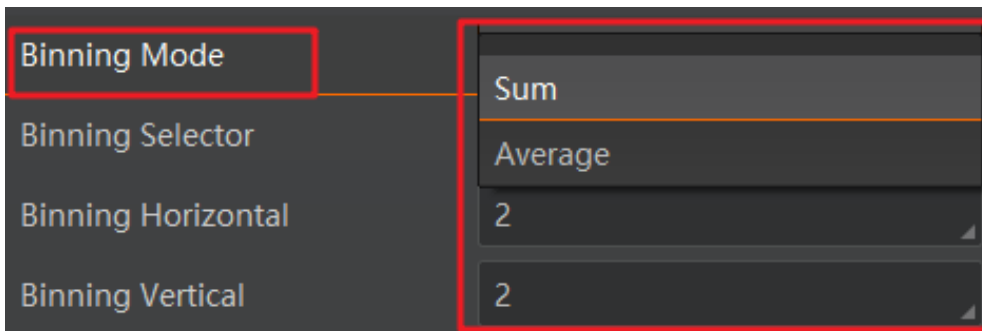 Binning Mode
Sum
Binning Selector
Average
Binning Horizontal 2
Binning Vertical 2